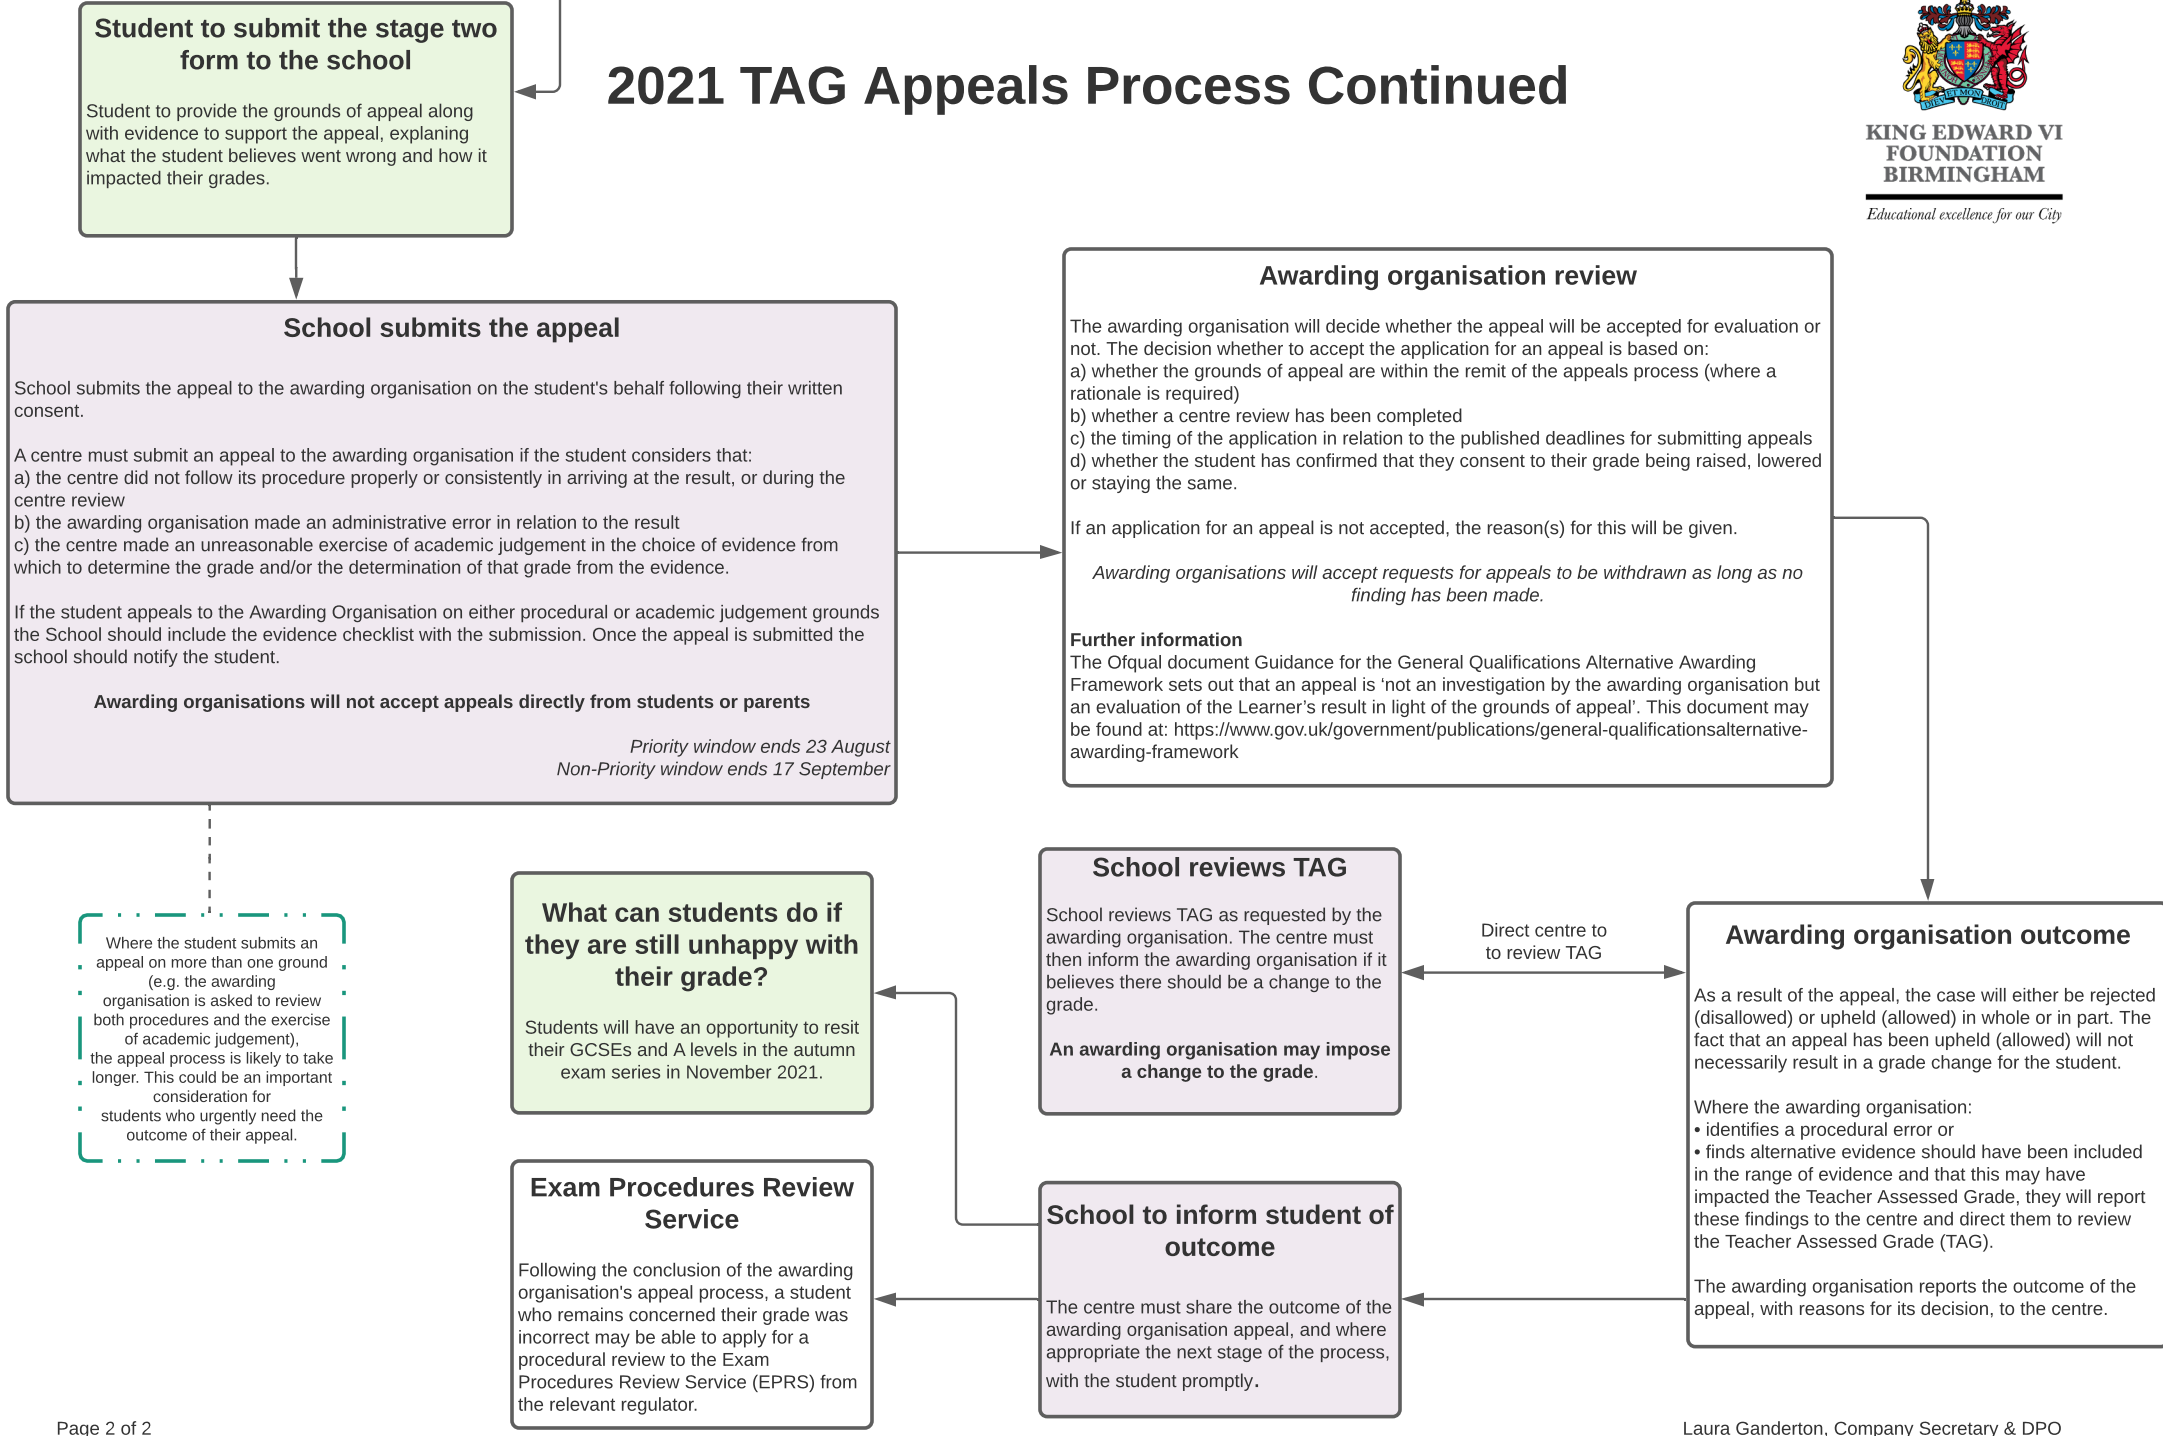 Student to submit the stage two
form to the school
Student to provide the grounds of appeal along
with evidence to support the appeal, explaning
what the student believes went wrong and how it
impacted their grades.
2021 TAG Appeals Process Continued
DIEV ET MON DROIT
KING EDWARD VI
FOUNDATION
BIRMINGHAM
Educational excellence for our City
School submits the appeal
School submits the appeal to the awarding organisation on the student's behalf following their written
consent.
A centre must submit an appeal to the awarding organisation if the student considers that:
a) the centre did not follow its procedure properly or consistently in arriving at the result, or during the
centre review
b) the awarding organisation made an administrative error in relation to the result
c) the centre made an unreasonable exercise of academic judgement in the choice of evidence from
which to determine the grade and/or the determination of that grade from the evidence.
If the student appeals to the Awarding Organisation on either procedural or academic judgement grounds
the School should include the evidence checklist with the submission. Once the appeal is submitted the
school should notify the student.
Awarding organisations will not accept appeals directly from students or parents
Priority window ends 23 August
Non-Priority window ends 17 September
Awarding organisation review
The awarding organisation will decide whether the appeal will be accepted for evaluation or
not. The decision whether to accept the application for an appeal is based on:
a) whether the grounds of appeal are within the remit of the appeals process (where a
rationale is required)
b) whether a centre review has been completed
c) the timing of the application in relation to the published deadlines for submitting appeals
d) whether the student has confirmed that they consent to their grade being raised, lowered
or staying the same.
If an application for an appeal is not accepted, the reason(s) for this will be given.
Awarding organisations will accept requests for appeals to be withdrawn as long as no
finding has been made.
Further information
The Ofqual document Guidance for the General Qualifications Alternative Awarding
Framework sets out that an appeal is ‘not an investigation by the awarding organisation but
an evaluation of the Learner’s result in light of the grounds of appeal’. This document may
be found at: https://www.gov.uk/government/publications/general-qualificationsalternative-
awarding-framework
Where the student submits an
appeal on more than one ground
(e.g. the awarding
organisation is asked to review
both procedures and the exercise
of academic judgement),
the appeal process is likely to take
longer. This could be an important
consideration for
students who urgently need the
outcome of their appeal.
What can students do if
they are still unhappy with
their grade?
Students will have an opportunity to resit
their GCSEs and A levels in the autumn
exam series in November 2021.
School reviews TAG
School reviews TAG as requested by the
awarding organisation. The centre must
then inform the awarding organisation if it
believes there should be a change to the
grade.
An awarding organisation may impose
a change to the grade.
Direct centre to
to review TAG
Awarding organisation outcome
As a result of the appeal, the case will either be rejected
(disallowed) or upheld (allowed) in whole or in part. The
fact that an appeal has been upheld (allowed) will not
necessarily result in a grade change for the student.
Where the awarding organisation:
• identifies a procedural error or
• finds alternative evidence should have been included
in the range of evidence and that this may have
impacted the Teacher Assessed Grade, they will report
these findings to the centre and direct them to review
the Teacher Assessed Grade (TAG).
The awarding organisation reports the outcome of the
appeal, with reasons for its decision, to the centre.
Exam Procedures Review
Service
Following the conclusion of the awarding
organisation's appeal process, a student
who remains concerned their grade was
incorrect may be able to apply for a
procedural review to the Exam
Procedures Review Service (EPRS) from
the relevant regulator.
School to inform student of
outcome
The centre must share the outcome of the
awarding organisation appeal, and where
appropriate the next stage of the process,
with the student promptly.
Page 2 of 2
Laura Ganderton, Company Secretary & DPO